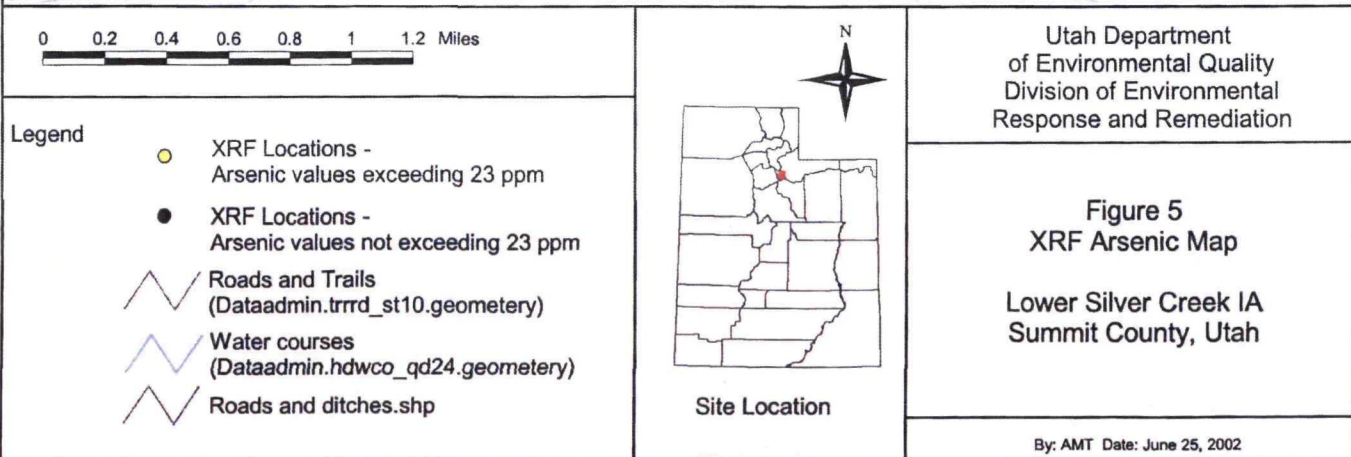 0 0.2 0.4 0.6 0.8 1 1.2 Miles
Legend
XRF Locations -
Arsenic values exceeding 23 ppm
XRF Locations -
Arsenic values not exceeding 23 ppm
Roads and Trails
(Dataadmin.trrrd_st10.geometery)
Water courses
(Dataadmin.hdwco_qd24.geometery)
Roads and ditches.shp
N
Site Location
Utah Department
of Environmental Quality
Division of Environmental
Response and Remediation
Figure 5
XRF Arsenic Map
Lower Silver Creek IA
Summit County, Utah
By: AMT Date: June 25, 2002